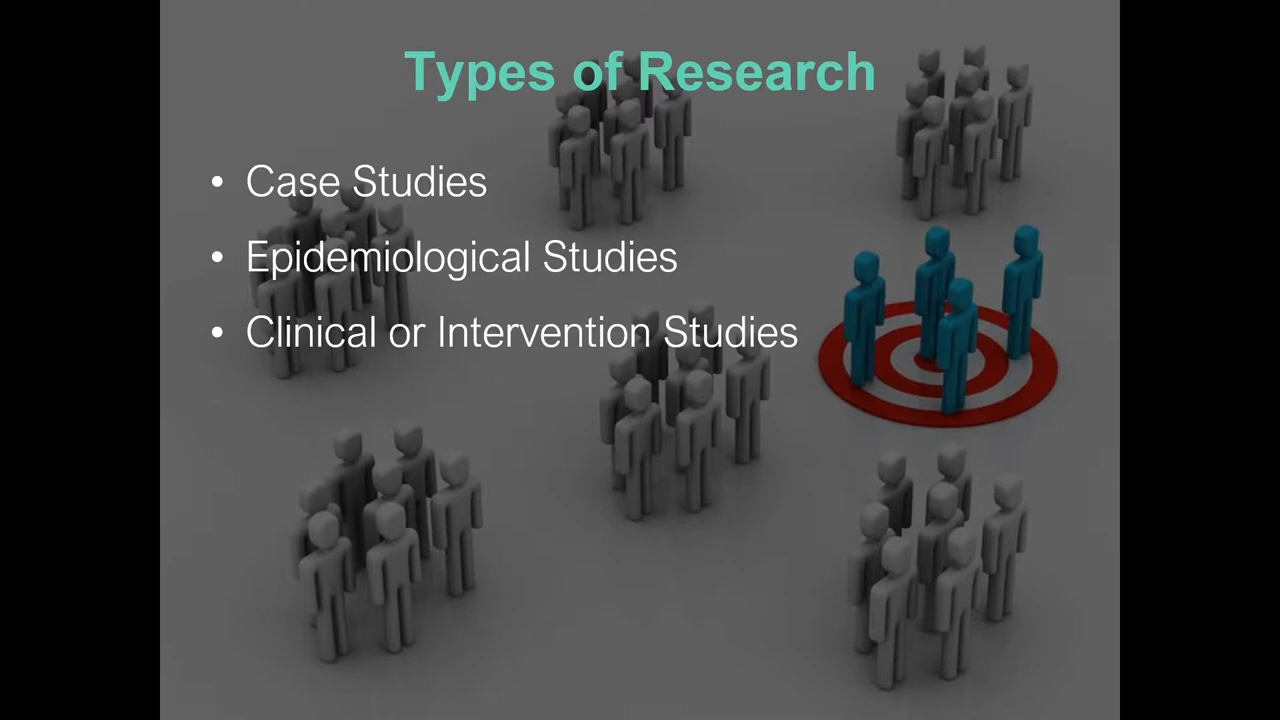 Types of Research
• Case Studies
• Epidemiological Studies
• Clinical or Intervention Studies